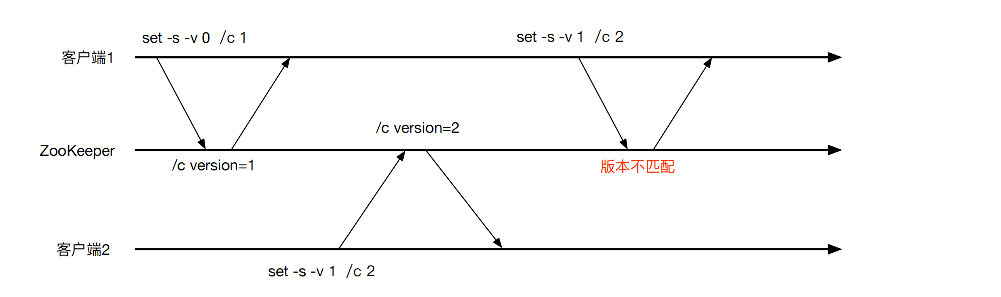 set -s -v 0  /c 1
set -s -v 1  /c 2
客户端1
/c version=2
ZooKeeper
/c version=1
版本不匹配
客户端2
set -s -v 1  /c 2